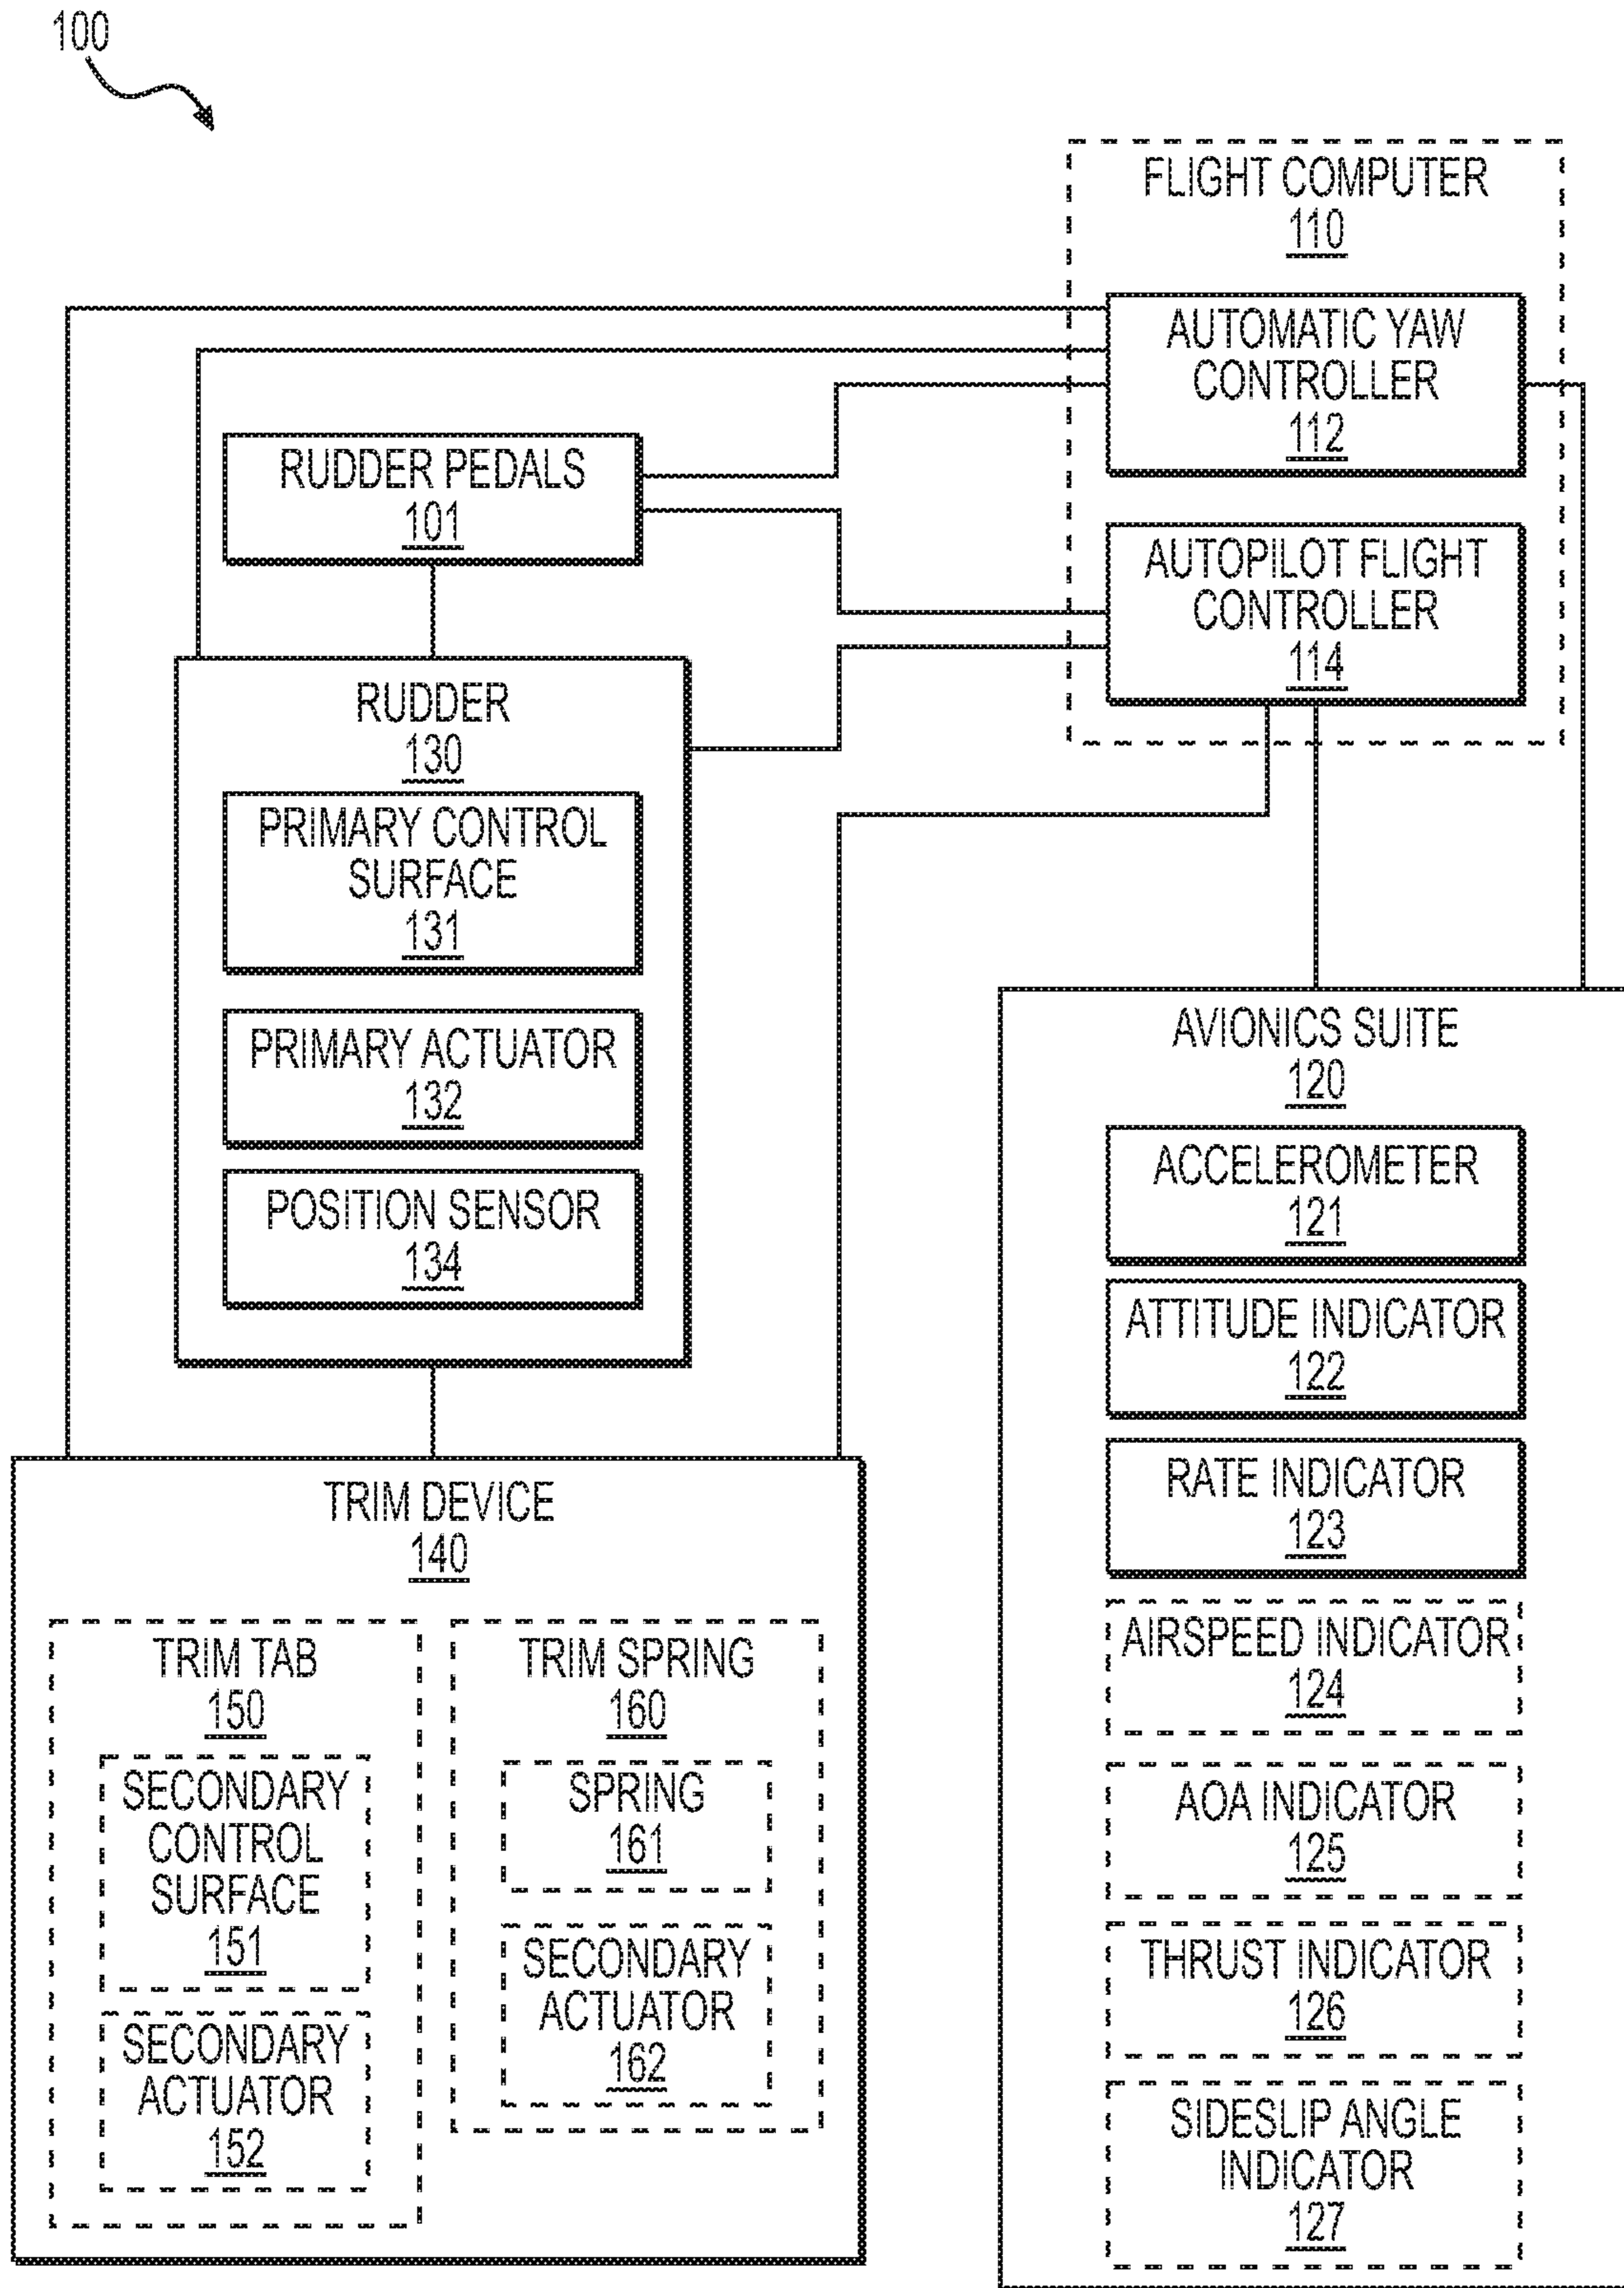 100
FLIGHT COMPUTER
110
AUTOMATIC YAW
CONTROLLER
112
AUTOPILOT FLIGHT
CONTROLLER
114
RUDDER PEDALS
101
RUDDER
130
PRIMARY CONTROL
SURFACE
131
PRIMARY ACTUATOR
132
POSITION SENSOR
134
TRIM DEVICE
140
TRIM TAB
150
SECONDARY
CONTROL
SURFACE
151
SECONDARY
ACTUATOR
152
TRIM SPRING
160
SPRING
161
SECONDARY
ACTUATOR
162
AVIONICS SUITE
120
ACCELEROMETER
121
ATTITUDE INDICATOR
122
RATE INDICATOR
123
AIRSPEED INDICATOR
124
AOA INDICATOR
125
THRUST INDICATOR
126
SIDESLIP ANGLE
INDICATOR
127